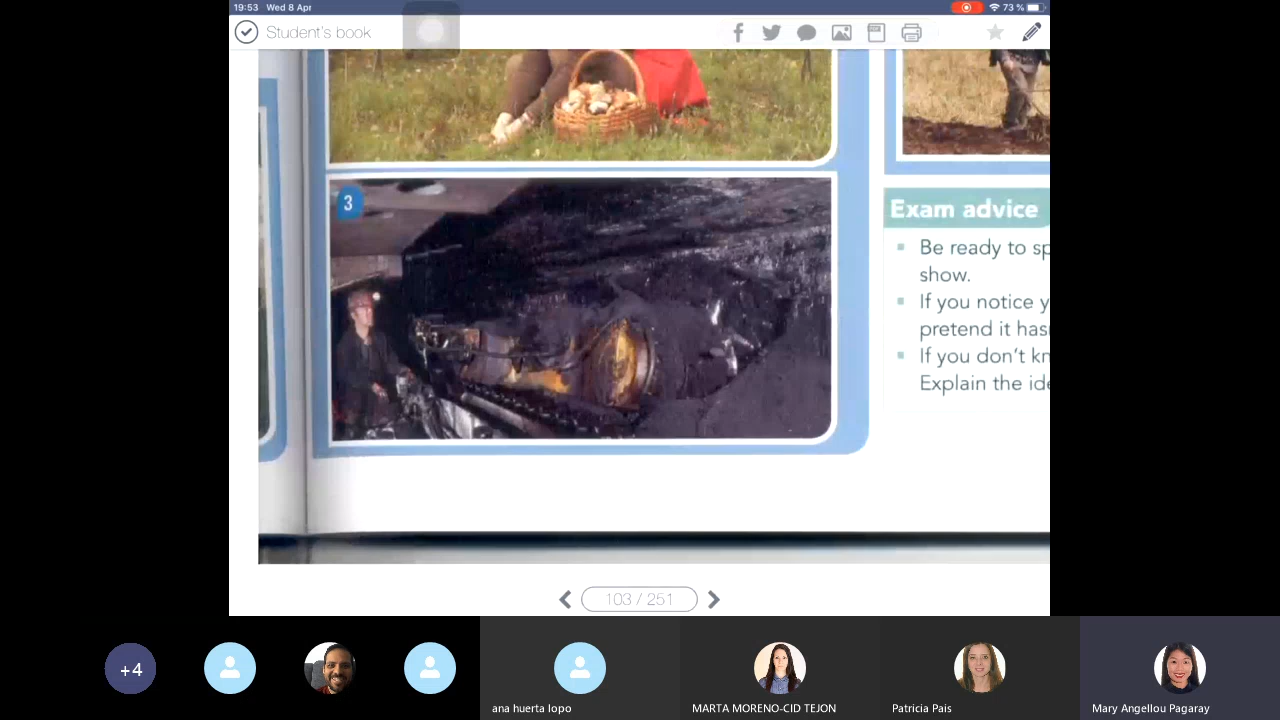 19:53 Wed 8 Apr
73 %
Student's book
3
Exam advice
Be ready to sp
show.
If you notice y
pretend it has
If you don't kn
Explain the ide
103 / 251
+4
ana huerta lopo
MARTA MORENO-CID TEJON
Patricia Pais
Mary Angellou Pagaray